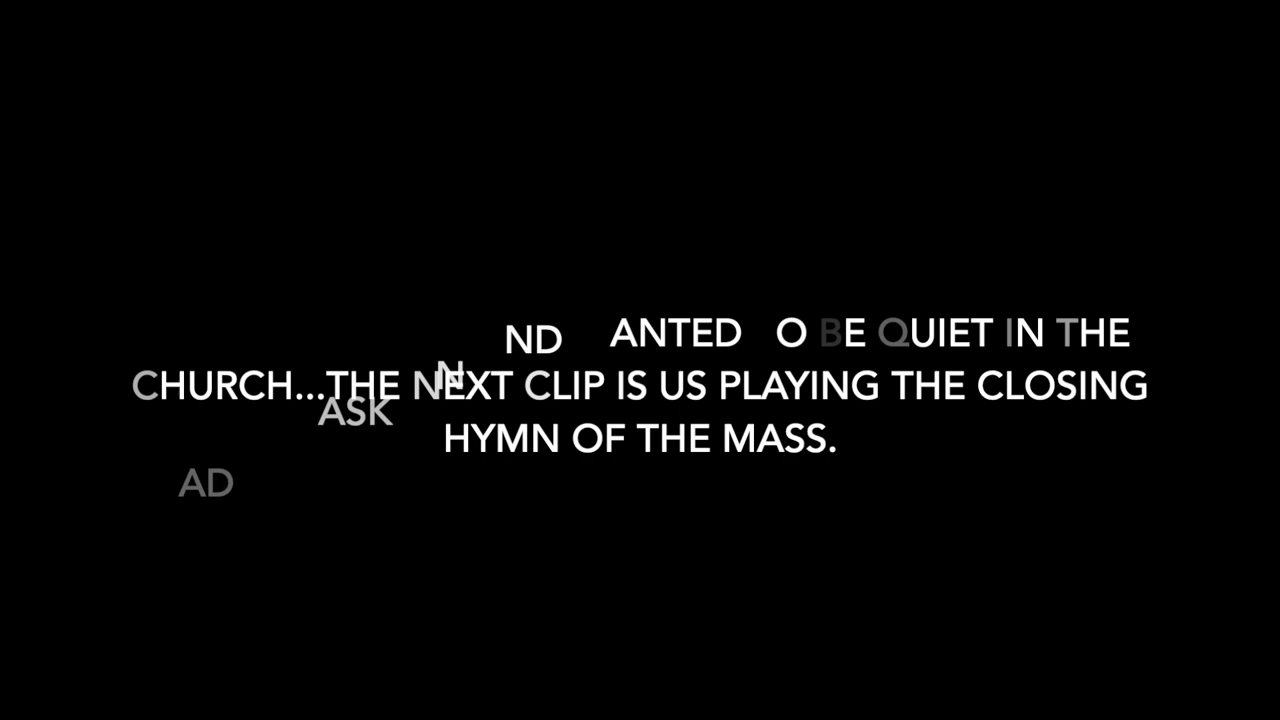 ND ANTED O BE QUIET IN THE
N
CHURCH...THE NEXT CLIP IS US PLAYING THE CLOSING
ASK
HYMN OF THE MASS.
AD